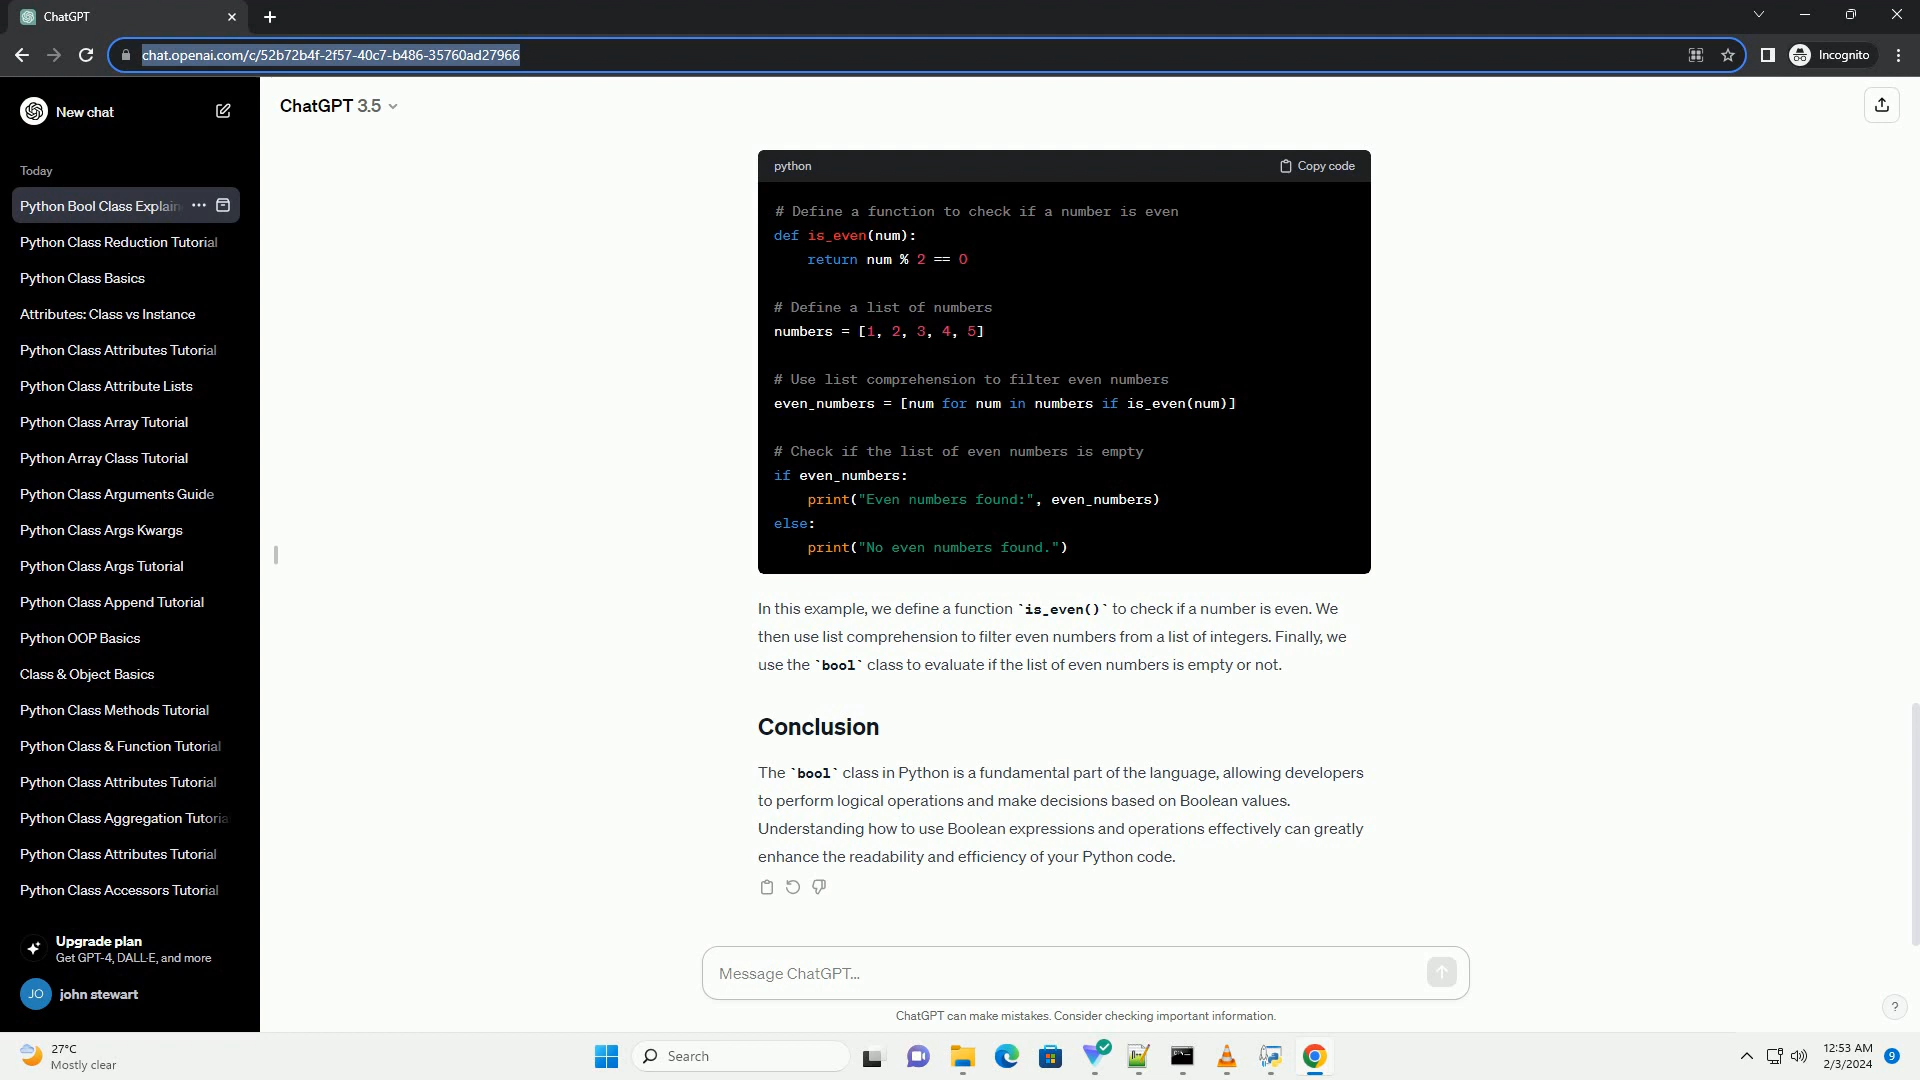 ChatGPT
chat.openai.com/c/52b72b4f-2f57-40c7-b486-35760ad27966
Incognito
New chat
Today
Python Bool Class Explain
Python Class Reduction Tutorial
Python Class Basics
Attributes: Class vs Instance
Python Class Attributes Tutorial
Python Class Attribute Lists
Python Class Array Tutorial
Python Array Class Tutorial
Python Class Arguments Guide
Python Class Args Kwargs
Python Class Args Tutorial
Python Class Append Tutorial
Python OOP Basics
Class & Object Basics
Python Class Methods Tutorial
Python Class & Function Tutorial
Python Class Attributes Tutorial
Python Class Aggregation Tutoria
Python Class Attributes Tutorial
Python Class Accessors Tutorial
Upgrade plan
Get GPT-4, DALL·E, and more
JO john stewart
ChatGPT 3.5
python Copy code
# Define a function to check if a number is even
def is_even(num):
    return num % 2 == 0
# Define a list of numbers
numbers = [1, 2, 3, 4, 5]
# Use list comprehension to filter even numbers
even_numbers = [num for num in numbers if is_even(num)]
# Check if the list of even numbers is empty
if even_numbers:
    print("Even numbers found:", even_numbers)
else:
    print("No even numbers found.")
In this example, we define a function `is_even()` to check if a number is even. We
then use list comprehension to filter even numbers from a list of integers. Finally, we
use the `bool` class to evaluate if the list of even numbers is empty or not.
Conclusion
The `bool` class in Python is a fundamental part of the language, allowing developers
to perform logical operations and make decisions based on Boolean values.
Understanding how to use Boolean expressions and operations effectively can greatly
enhance the readability and efficiency of your Python code.
Message ChatGPT...
ChatGPT can make mistakes. Consider checking important information.
?
27°C
Mostly clear
Search
12:53 AM
2/3/2024
9